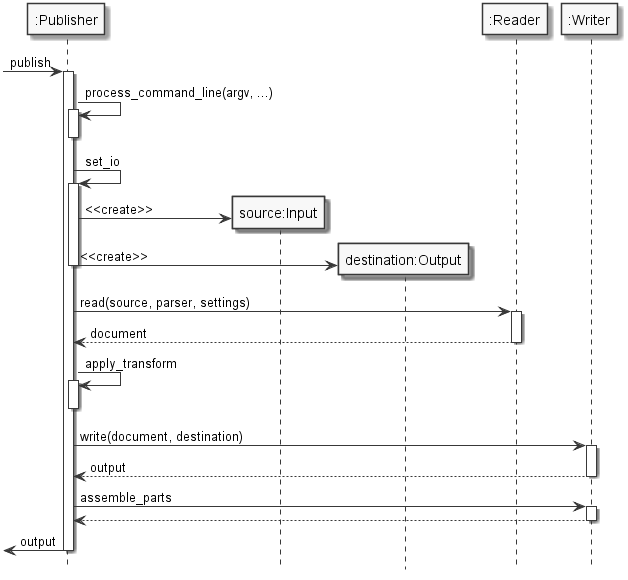 :Publisher
:Reader
:Writer
publish
process_command_line(argv, ...)
set_io
<<create>>
source:Input
<<create>>
destination:Output
read(source, parser, settings)
document
apply_transform
write(document, destination)
output
assemble_parts
output